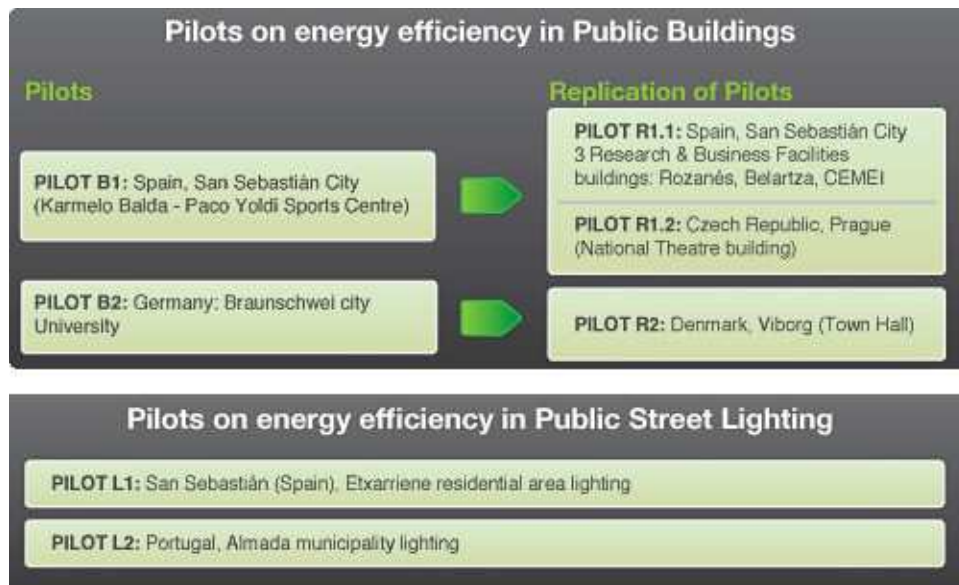 Pilots on energy efficiency in Public Buildings
Pilots
Replication of Pilots
PILOT B1: Spain, San Sebastián City
(Karmelo Balda - Paco Yoldi Sports Centre)
PILOT R1.1: Spain, San Sebastián City
3 Research & Business Facilities
buildings: Rozanés, Belartza, CEMEI
PILOT R1.2: Czech Republic, Prague
(National Theatre building)
PILOT B2: Germany: Braunschwei city
University
PILOT R2: Denmark, Viborg (Town Hall)
Pilots on energy efficiency in Public Street Lighting
PILOT L1: San Sebastián (Spain), Etxarriene residential area lighting
PILOT L2: Portugal, Almada municipality lighting